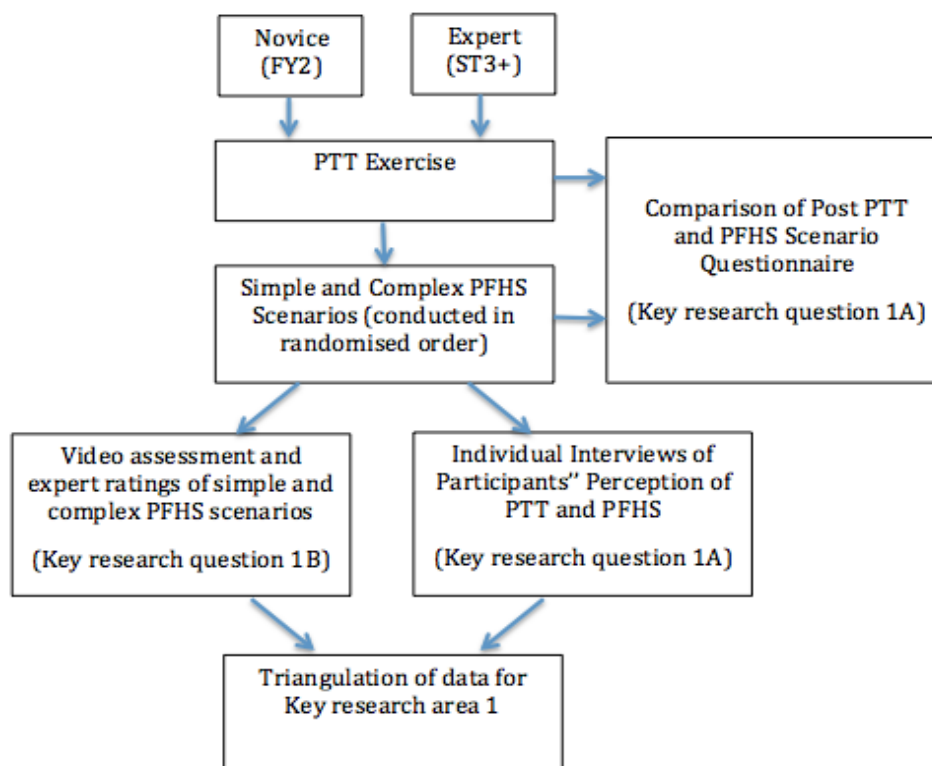 Novice
(FY2)
Expert
(ST3+)
PTT Exercise
Comparison of Post PTT
and PFHS Scenario
Questionnaire
(Key research question 1A)
Simple and Complex PFHS
Scenarios (conducted in
randomised order)
Video assessment and
expert ratings of simple and
complex PFHS scenarios
(Key research question 1B)
Individual Interviews of
Participants” Perception of
PTT and PFHS
(Key research question 1A)
Triangulation of data for
Key research area 1